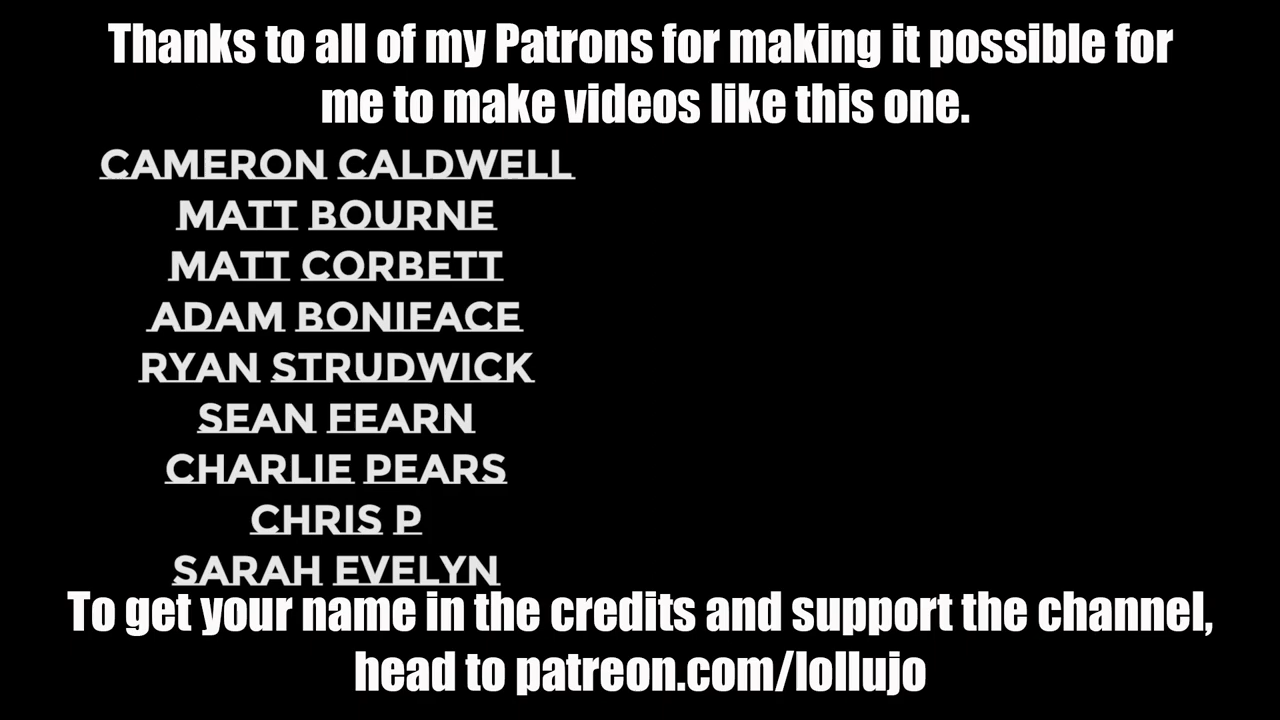 Thanks to all of my Patrons for making it possible for
me to make videos like this one.
CAMERON CALDWELL
MATT BOURNE
MATT CORBETT
ADAM BONIFACE
RYAN STRUDWICK
SEAN FEARN
CHARLIE PEARS
CHRIS P
SARAH EVELYN
To get your name in the credits and support the channel,
head to patreon.com/lollujo